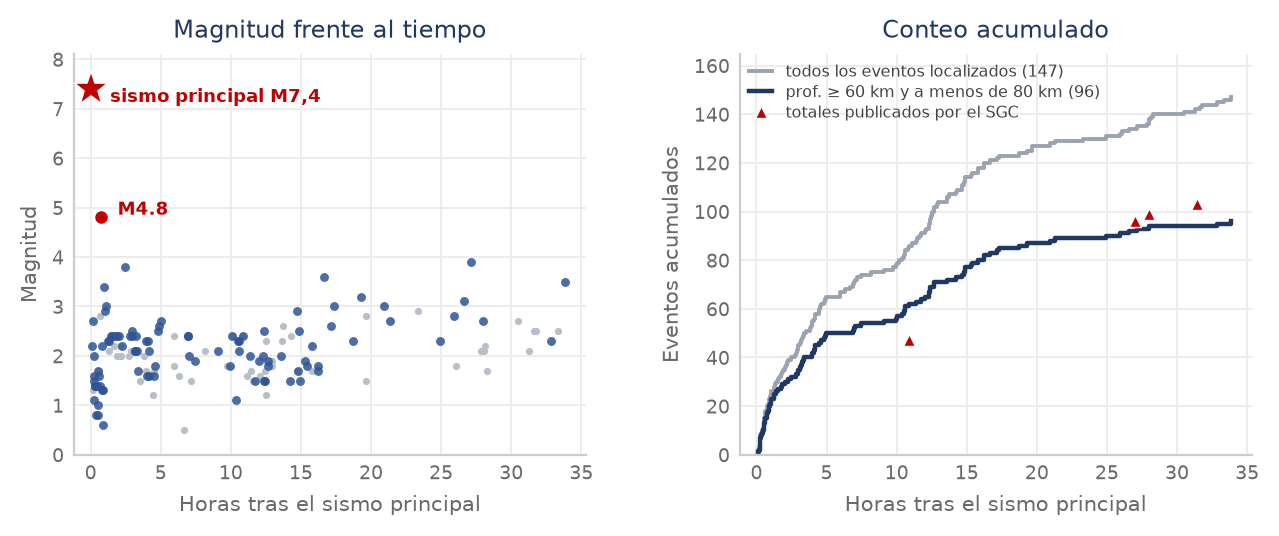 Magnitud frente al tiempo
8
7
6
5
4
3
2
1
0
Magnitud
sismo principal M7,4
M4.8
0 5 10 15 20 25 30 35
Horas tras el sismo principal
Conteo acumulado
160
140
120
100
80
60
40
20
0
Eventos acumulados
todos los eventos localizados (147)
prof. ≥ 60 km y a menos de 80 km (96)
totales publicados por el SGC
0 5 10 15 20 25 30 35
Horas tras el sismo principal